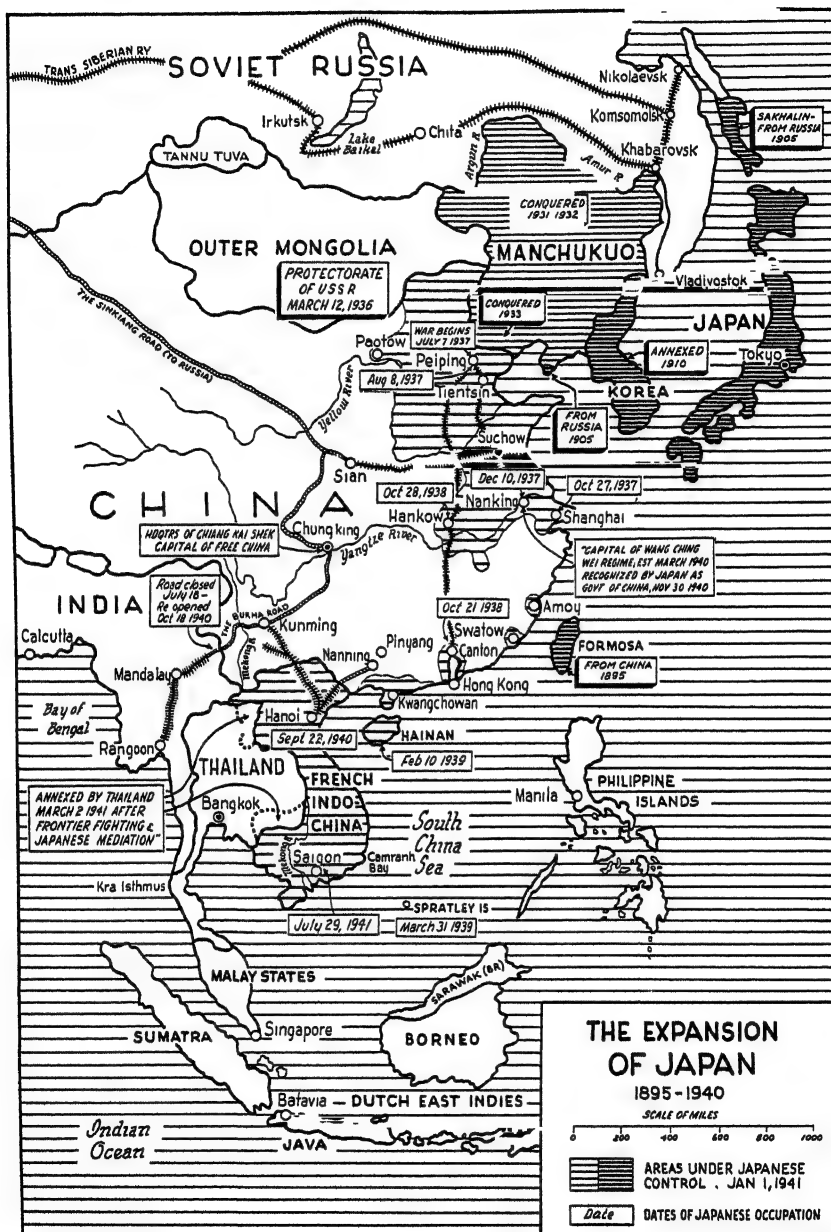 TRANS SIBERIAN RY
SOVIET RUSSIA
Nikolaevsk
Komsomolsk
SAKHALIN-
FROM RUSSIA
1905
Irkutsk
Lake
Baikal
Chita
Argun R
Amur R
Khabarovsk
TANNU TUVA
CONQUERED
1931 1932
OUTER MONGOLIA
MANCHUKUO
PROTECTORATE
OF USSR
MARCH 12, 1936
Vladivostok
CONQUERED
1933
THE SINKIANG ROAD (TO RUSSIA)
WAR BEGINS
JULY 7 1937
JAPAN
Paotow
Peiping
ANNEXED
1910
Tokyo
Aug 8, 1937
Tientsin
KOREA
Yellow River
FROM
RUSSIA
1905
Suchow
Sian
Dec 10, 1937
Oct 28, 1938
Oct 27, 1937
CHINA
Nanking
Hankow
Shanghai
HDQTRS OF CHIANG KAI SHEK
CAPITAL OF FREE CHINA
Chungking
Yangtze River
"CAPITAL OF WANG CHING
WEI REGIME, EST MARCH 1940
RECOGNIZED BY JAPAN AS
GOVT OF CHINA, NOV 30 1940
Road closed
July 18-
Re opened
Oct 18 1940
INDIA
THE BURMA ROAD
Oct 21 1938
Amoy
Kunming
Swatow
Calcutta
Pinyang
Canton
FORMOSA
Mekong R
Nanning
FROM CHINA
1895
Mandalay
Hong Kong
Bay of
Bengal
Kwangchowan
Hanoi
HAINAN
Rangoon
Sept 22, 1940
Feb 10 1939
THAILAND
FRENCH
INDO
CHINA
PHILIPPINE
ISLANDS
Manila
ANNEXED BY THAILAND
MARCH 2 1941 AFTER
FRONTIER FIGHTING &
JAPANESE MEDIATION"
Bangkok
South
China
Sea
Mekong R
Saigon
Camranh
Bay
Kra Isthmus
SPRATLEY IS
July 29, 1941
March 31 1939
MALAY STATES
SARAWAK (BR)
SUMATRA
Singapore
BORNEO
Batavia
DUTCH EAST INDIES
Indian
Ocean
JAVA
THE EXPANSION
OF JAPAN
1895-1940
SCALE OF MILES
0 200 400 600 800 1000
AREAS UNDER JAPANESE
CONTROL . JAN 1, 1941
Date DATES OF JAPANESE OCCUPATION